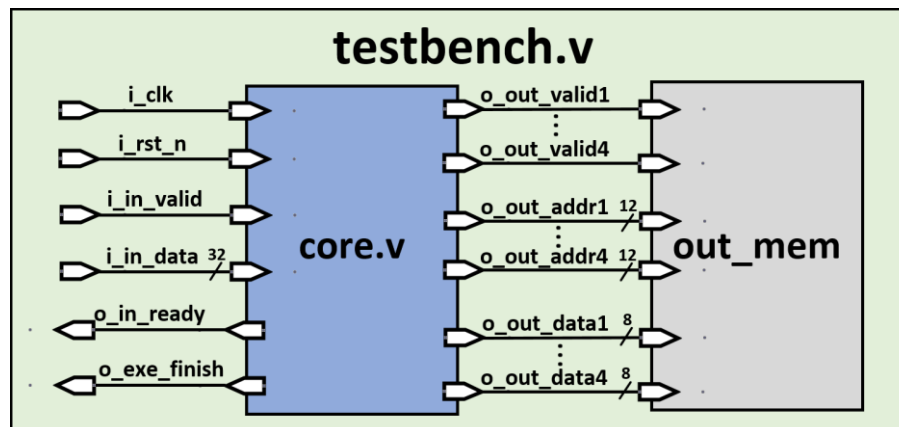 testbench.v
i_clk
i_rst_n
i_in_valid
i_in_data 32
o_in_ready
o_exe_finish
core.v
o_out_valid1
o_out_valid4
o_out_addr1 12
o_out_addr4 12
o_out_data1 8
o_out_data4 8
out_mem